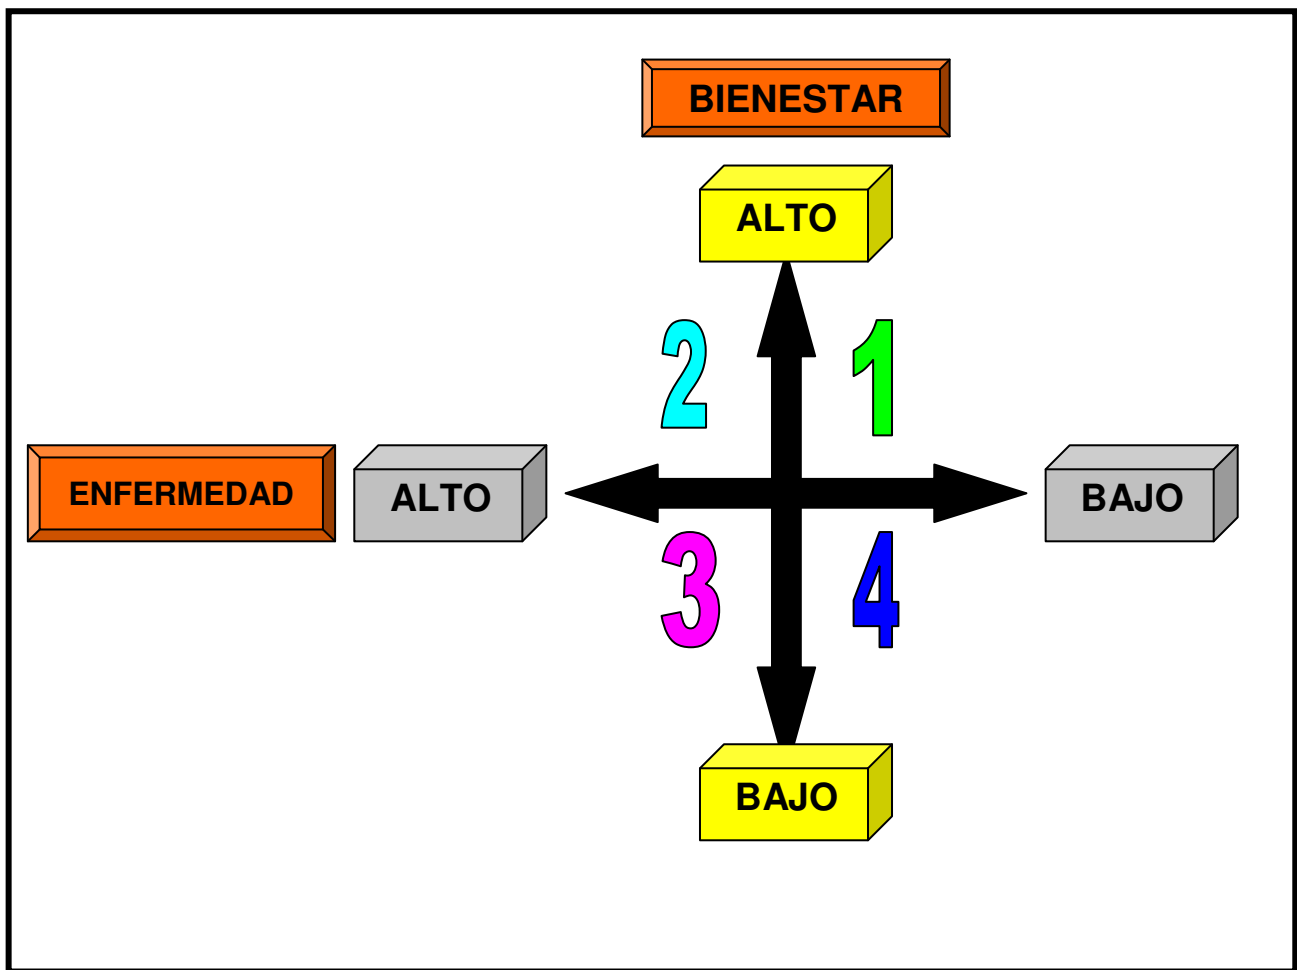 BIENESTAR
ALTO
2 1
ENFERMEDAD ALTO BAJO
3 4
BAJO